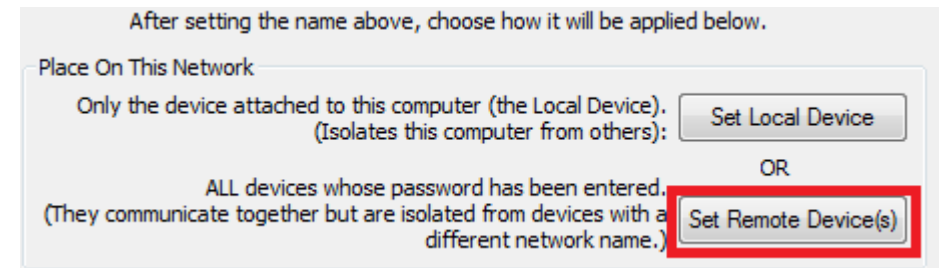 After setting the name above, choose how it will be applied below.
Place On This Network
Only the device attached to this computer (the Local Device).
(Isolates this computer from others):
Set Local Device
OR
ALL devices whose password has been entered.
(They communicate together but are isolated from devices with a
different network name.)
Set Remote Device(s)